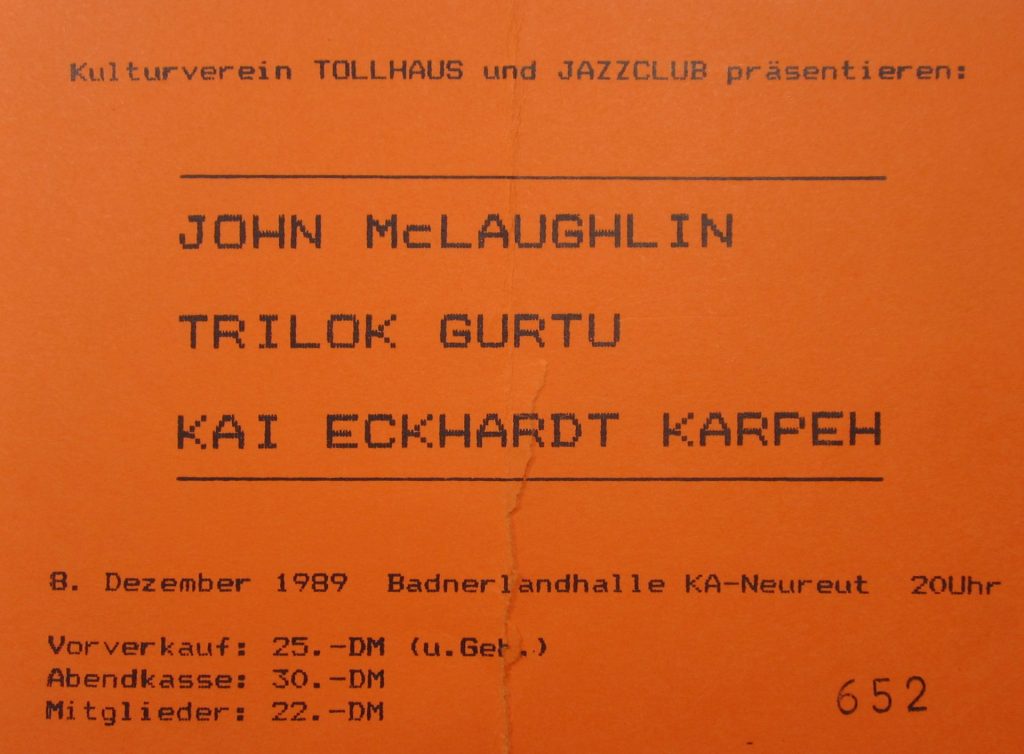 Kulturverein TOLLHAUS und JAZZCLUB präsentieren:
JOHN McLAUGHLIN
TRILOK GURTU
KAI ECKHARDT KARPEH
8. Dezember 1989 Badnerlandhalle KA-Neureut 20Uhr
Vorverkauf: 25.-DM (u.Geb.)
Abendkasse: 30.-DM
Mitglieder: 22.-DM
652